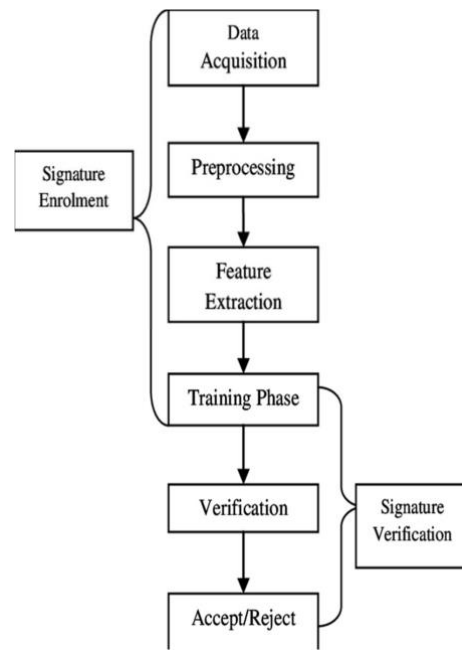 Data
Acquisition
Preprocessing
Signature
Enrolment
Feature
Extraction
Training Phase
Verification
Signature
Verification
Accept/Reject